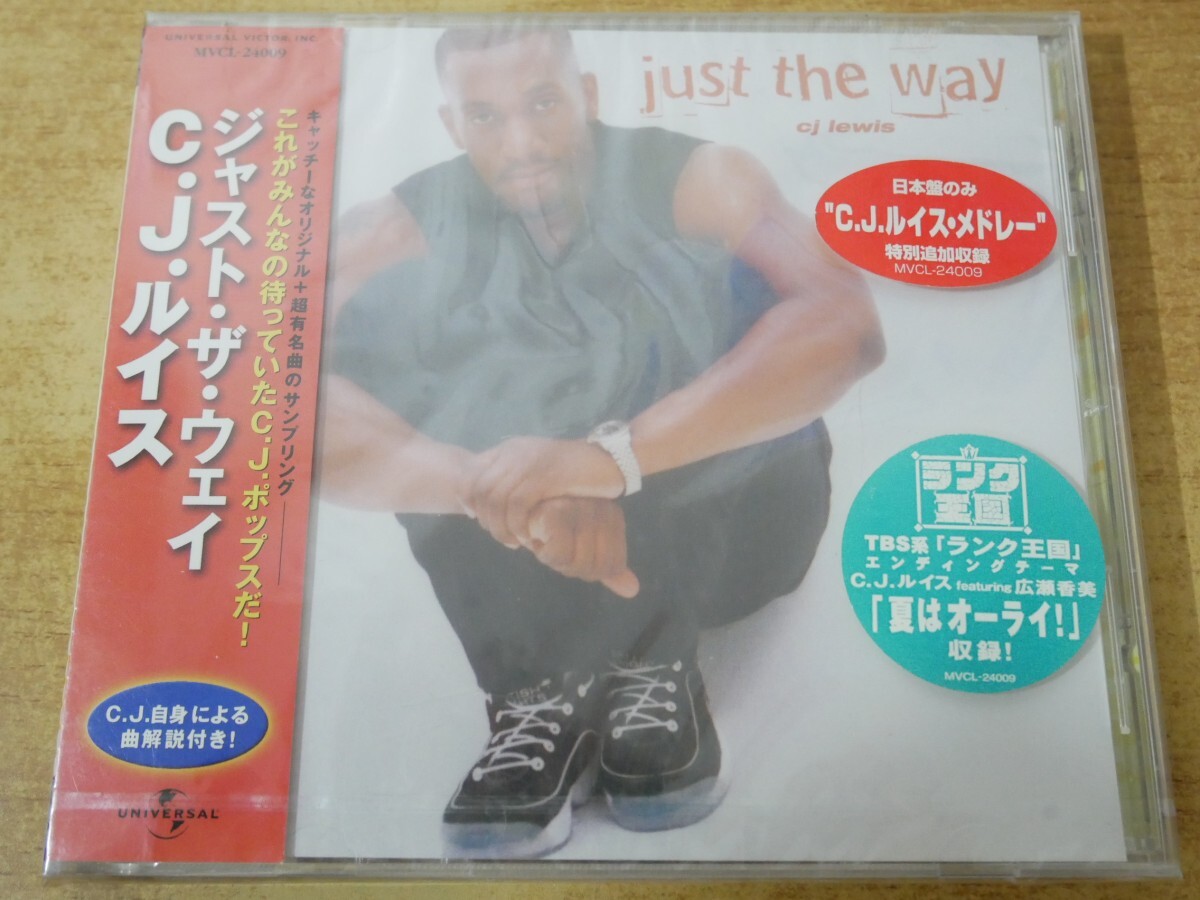 UNIVERSAL VICTOR, INC.
MVCL-24009
キャッチーなオリジナル+超有名曲のサンプリング──
これがみんなの待っていたC.J.ポップスだ!
ジャスト・ザ・ウェイ
C.J.ルイス
C.J.自身による
曲解説付き!
UNIVERSAL
just the way
cj lewis
日本盤のみ
"C.J.ルイス・メドレー"
特別追加収録
MVCL-24009
ランク
王国
TBS系「ランク王国」
エンディングテーマ
C.J.ルイス featuring 広瀬香美
「夏はオーライ!」
収録!
MVCL-24009